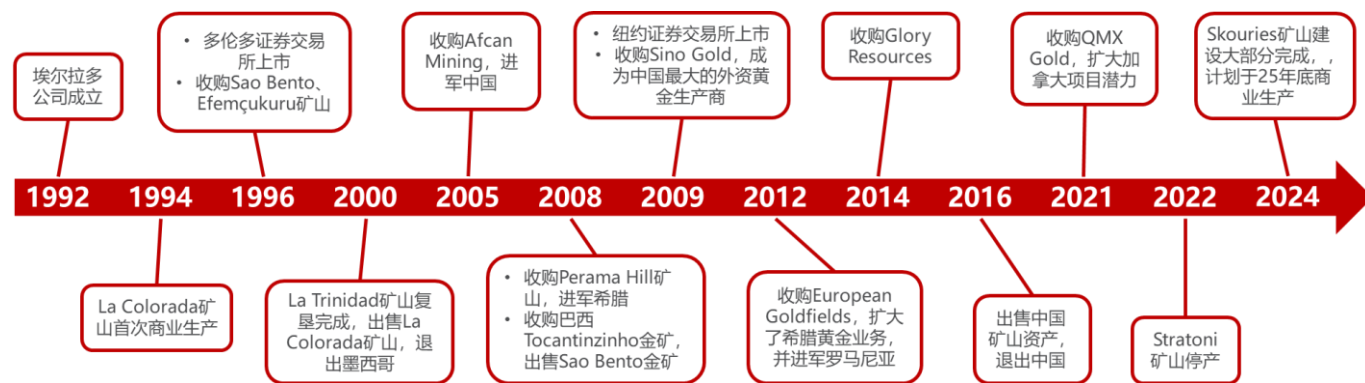 埃尔拉多
公司成立
• 多伦多证券交易
所上市
• 收购Sao Bento、
Efemçukuru矿山
收购Afcan
Mining，进
军中国
• 纽约证券交易所上市
• 收购Sino Gold，成
为中国最大的外资黄
金生产商
收购Glory
Resources
收购QMX
Gold，扩大加
拿大项目潜力
Skouries矿山建
设大部分完成，，
计划于25年底商
业生产
1992 1994 1996 2000 2005 2008 2009 2012 2014 2016 2021 2022 2024
La Colorada矿
山首次商业生产
La Trinidad矿山复
垦完成，出售La
Colorada矿山，退
出墨西哥
• 收购Perama Hill矿
山，进军希腊
• 收购巴西
Tocantinzinho金矿，
出售Sao Bento金矿
收购European
Goldfields，扩大
了希腊黄金业务，
并进军罗马尼亚
出售中国
矿山资产，
退出中国
Stratoni
矿山停产